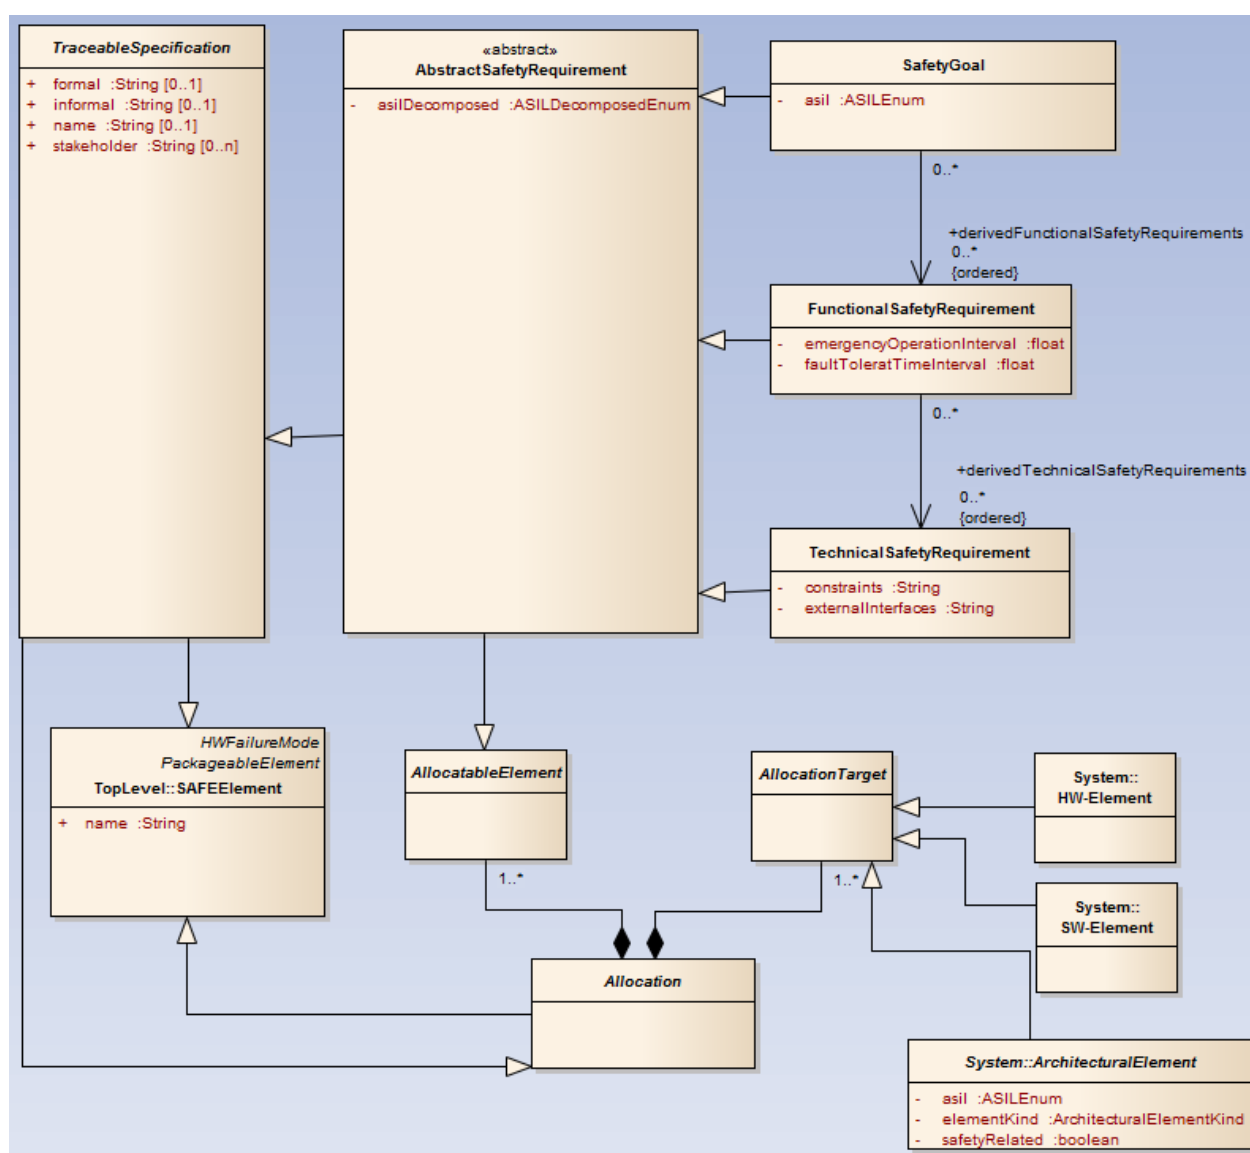 TraceableSpecification
+ formal :String [0..1]
+ informal :String [0..1]
+ name :String [0..1]
+ stakeholder :String [0..n]
«abstract»
AbstractSafetyRequirement
- asilDecomposed :ASILDecomposedEnum
SafetyGoal
- asil :ASILEnum
0..*
+derivedFunctionalSafetyRequirements
0..*
{ordered}
FunctionalSafetyRequirement
- emergencyOperationInterval :float
- faultToleratTimeInterval :float
0..*
+derivedTechnicalSafetyRequirements
0..*
{ordered}
TechnicalSafetyRequirement
- constraints :String
- externalInterfaces :String
HWFailureMode
PackageableElement
TopLevel::SAFEElement
+ name :String
AllocatableElement
1..*
AllocationTarget
1..*
System::
HW-Element
System::
SW-Element
Allocation
System::ArchitecturalElement
- asil :ASILEnum
- elementKind :ArchitecturalElementKind
- safetyRelated :boolean